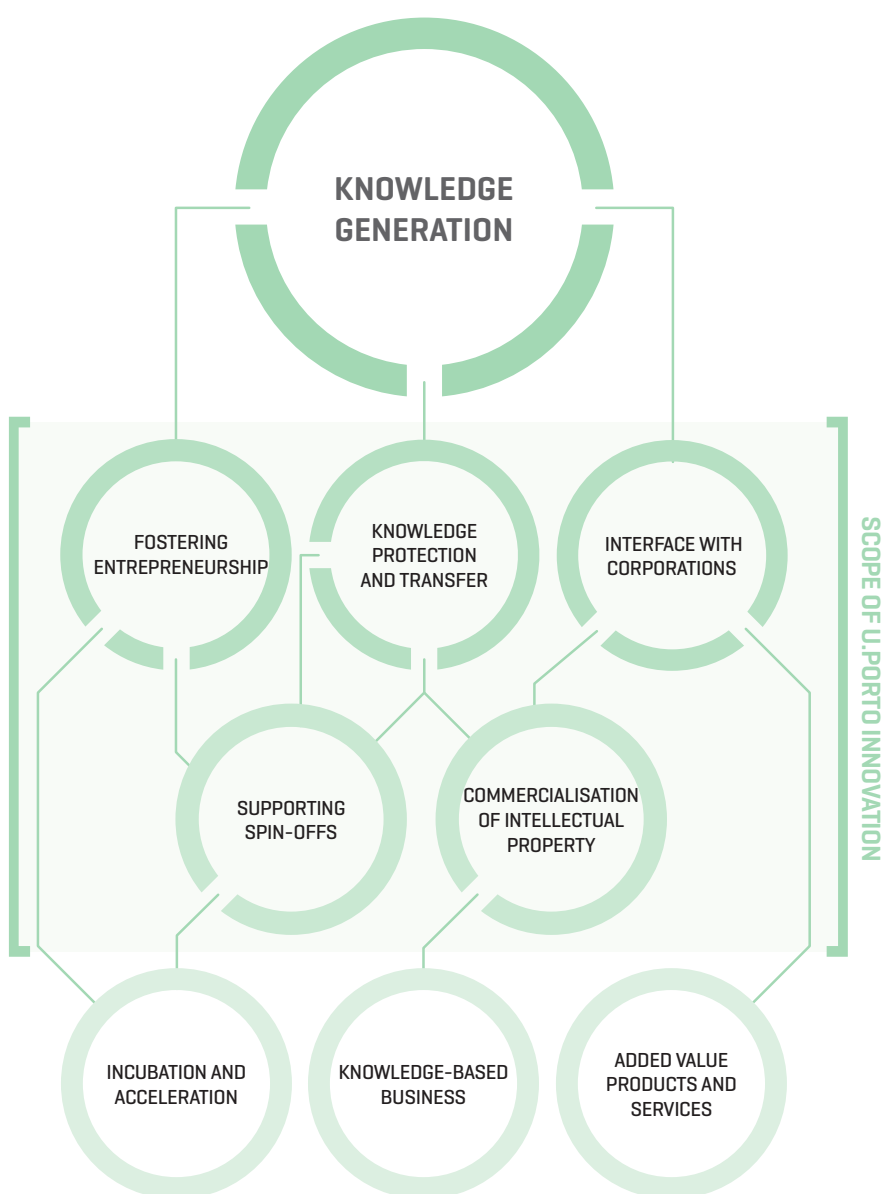 KNOWLEDGE
GENERATION
FOSTERING
ENTREPRENEURSHIP
KNOWLEDGE
PROTECTION
AND TRANSFER
INTERFACE WITH
CORPORATIONS
SCOPE OF U.PORTO INNOVATION
SUPPORTING
SPIN-OFFS
COMMERCIALISATION
OF INTELLECTUAL
PROPERTY
INCUBATION AND
ACCELERATION
KNOWLEDGE-BASED
BUSINESS
ADDED VALUE
PRODUCTS AND
SERVICES